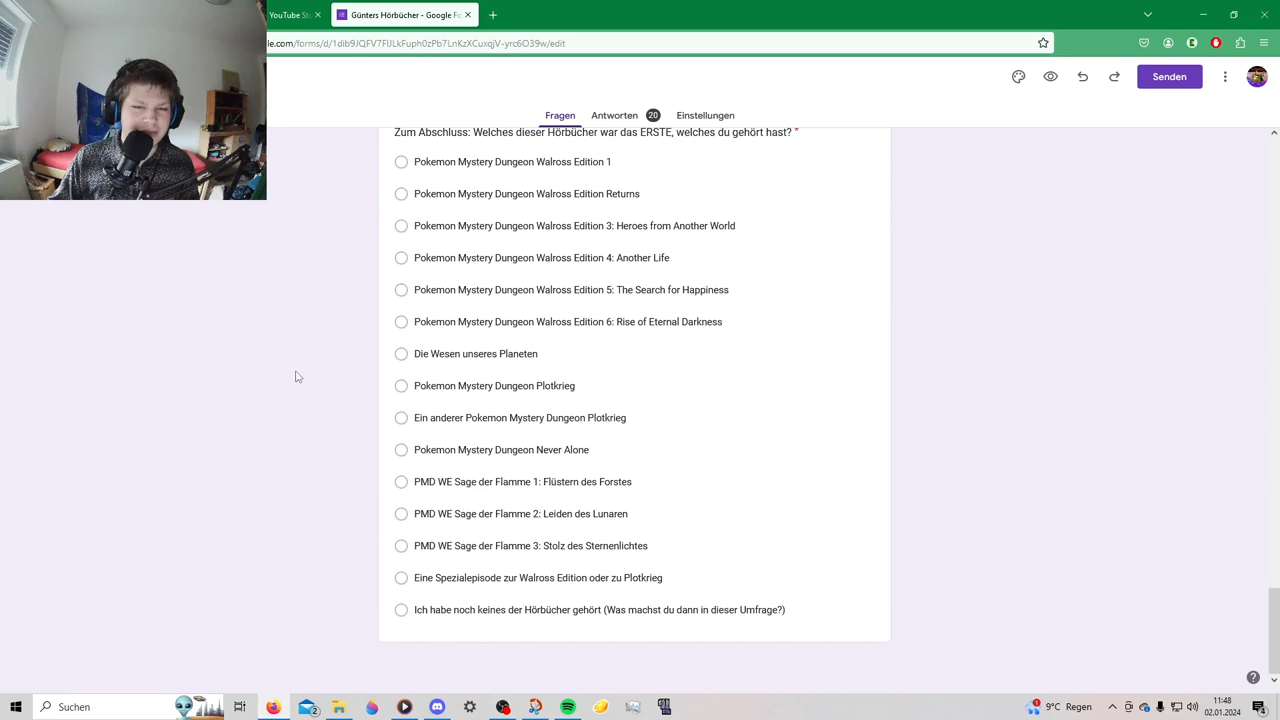 YouTube St
Günters Hörbücher - Google Fo
le.com/forms/d/1dib9JQFV7FlJLkFuph0zPb7LnKzXCuxqjV-yrc6O39w/edit
Senden
Fragen
Antworten 20
Einstellungen
Zum Abschluss: Welches dieser Hörbücher war das ERSTE, welches du gehört hast? *
Pokemon Mystery Dungeon Walross Edition 1
Pokemon Mystery Dungeon Walross Edition Returns
Pokemon Mystery Dungeon Walross Edition 3: Heroes from Another World
Pokemon Mystery Dungeon Walross Edition 4: Another Life
Pokemon Mystery Dungeon Walross Edition 5: The Search for Happiness
Pokemon Mystery Dungeon Walross Edition 6: Rise of Eternal Darkness
Die Wesen unseres Planeten
Pokemon Mystery Dungeon Plotkrieg
Ein anderer Pokemon Mystery Dungeon Plotkrieg
Pokemon Mystery Dungeon Never Alone
PMD WE Sage der Flamme 1: Flüstern des Forstes
PMD WE Sage der Flamme 2: Leiden des Lunaren
PMD WE Sage der Flamme 3: Stolz des Sternenlichtes
Eine Spezialepisode zur Walross Edition oder zu Plotkrieg
Ich habe noch keines der Hörbücher gehört (Was machst du dann in dieser Umfrage?)
Suchen
2
9°C Regen
11:48
02.01.2024